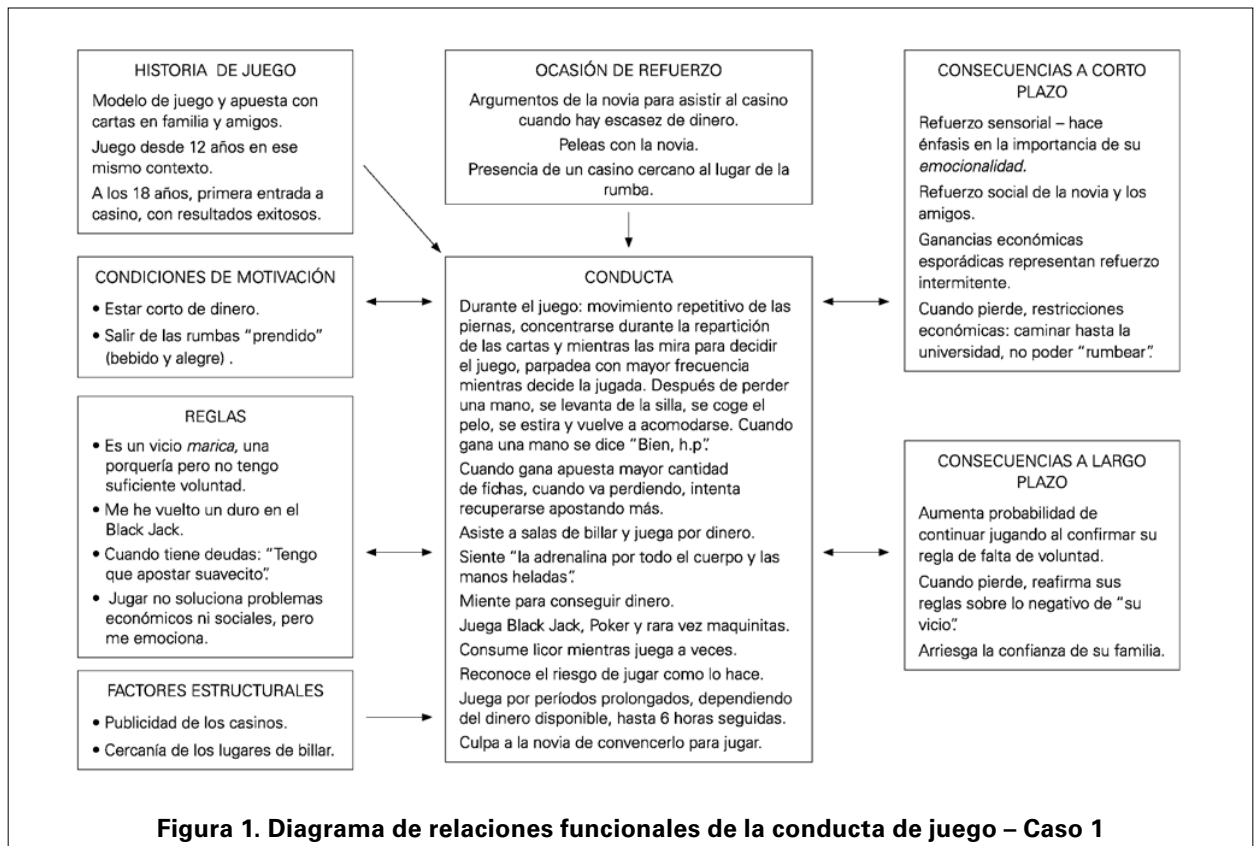 HISTORIA DE JUEGO
Modelo de juego y apuesta con
cartas en familia y amigos.
Juego desde 12 años en ese
mismo contexto.
A los 18 años, primera entrada a
casino, con resultados exitosos.
CONDICIONES DE MOTIVACIÓN
• Estar corto de dinero.
• Salir de las rumbas “prendido”
(bebido y alegre) .
REGLAS
• Es un vicio marica, una
porquería pero no tengo
suficiente voluntad.
• Me he vuelto un duro en el
Black Jack.
• Cuando tiene deudas: “Tengo
que apostar suavecito”.
• Jugar no soluciona problemas
económicos ni sociales, pero
me emociona.
FACTORES ESTRUCTURALES
• Publicidad de los casinos.
• Cercanía de los lugares de billar.
OCASIÓN DE REFUERZO
Argumentos de la novia para asistir al casino
cuando hay escasez de dinero.
Peleas con la novia.
Presencia de un casino cercano al lugar de la
rumba.
CONDUCTA
Durante el juego: movimiento repetitivo de las
piernas, concentrarse durante la repartición
de las cartas y mientras las mira para decidir
el juego, parpadea con mayor frecuencia
mientras decide la jugada. Después de perder
una mano, se levanta de la silla, se coge el
pelo, se estira y vuelve a acomodarse. Cuando
gana una mano se dice “Bien, h.p”.
Cuando gana apuesta mayor cantidad
de fichas, cuando va perdiendo, intenta
recuperarse apostando más.
Asiste a salas de billar y juega por dinero.
Siente “la adrenalina por todo el cuerpo y las
manos heladas”.
Miente para conseguir dinero.
Juega Black Jack, Poker y rara vez maquinitas.
Consume licor mientras juega a veces.
Reconoce el riesgo de jugar como lo hace.
Juega por períodos prolongados, dependiendo
del dinero disponible, hasta 6 horas seguidas.
Culpa a la novia de convencerlo para jugar.
CONSECUENCIAS A CORTO
PLAZO
Refuerzo sensorial – hace
énfasis en la importancia de su
emocionalidad.
Refuerzo social de la novia y los
amigos.
Ganancias económicas
esporádicas representan refuerzo
intermitente.
Cuando pierde, restricciones
económicas: caminar hasta la
universidad, no poder “rumbear”.
CONSECUENCIAS A LARGO
PLAZO
Aumenta probabilidad de
continuar jugando al confirmar su
regla de falta de voluntad.
Cuando pierde, reafirma sus
reglas sobre lo negativo de “su
vicio”.
Arriesga la confianza de su familia.
Figura 1. Diagrama de relaciones funcionales de la conducta de juego – Caso 1